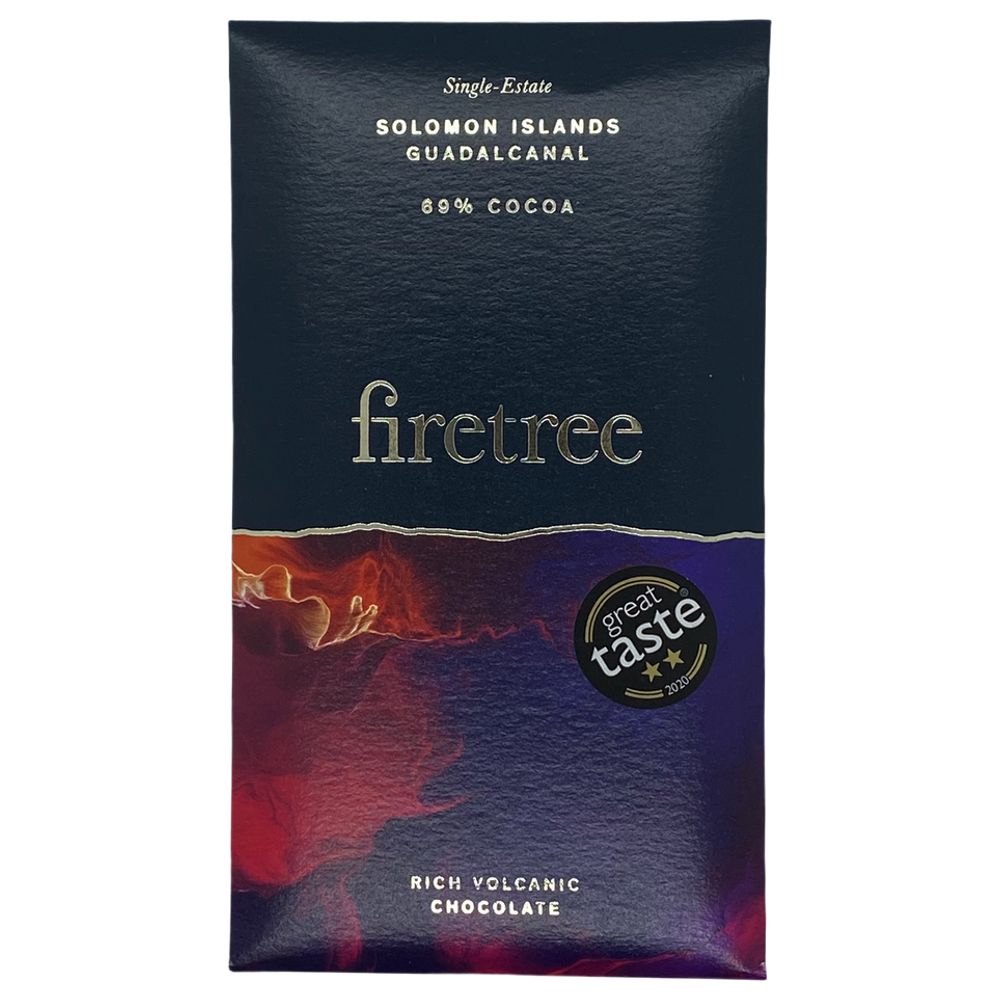 Single-Estate
SOLOMON ISLANDS
GUADALCANAL
69% COCOA
firetree
great
taste®
2020
RICH VOLCANIC
CHOCOLATE